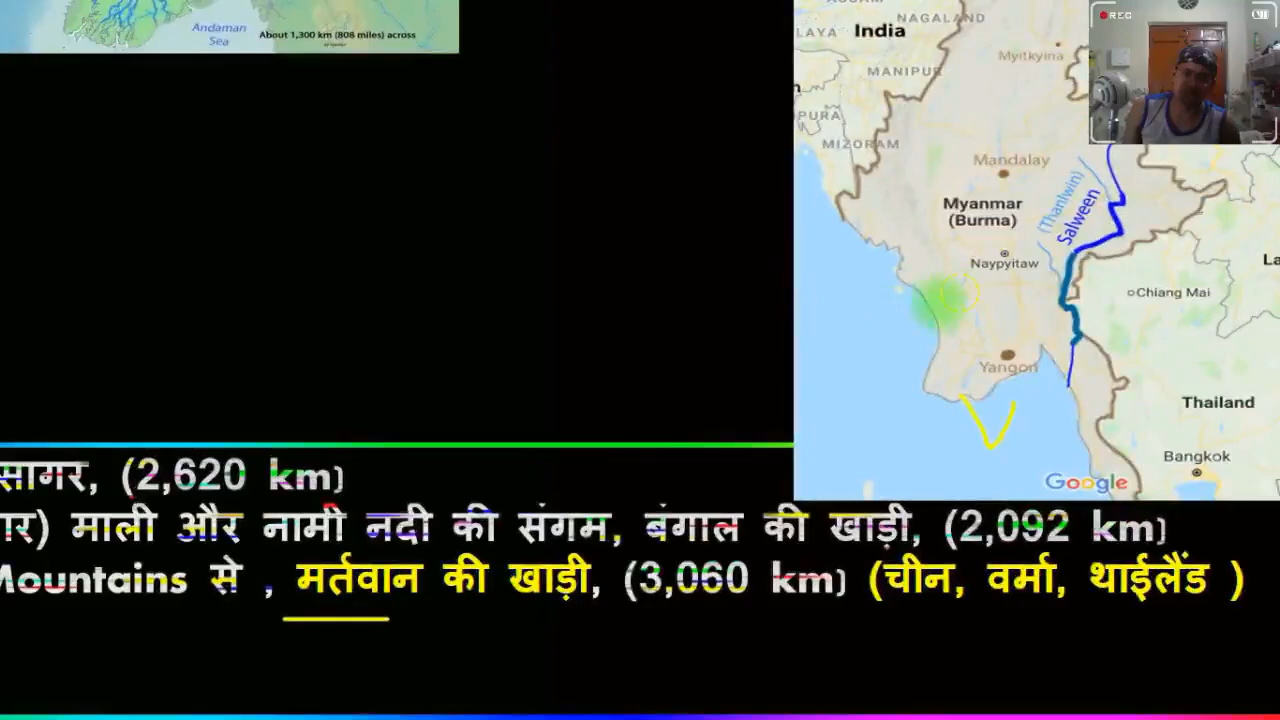 Andaman
Sea
About 1,300 km (808 miles) across
REC
NAGALAND
India
Myitkyina
MANIPUR
MIZORAM
Mandalay
Myanmar
(Burma)
(Thanlwin)
Salween
Naypyitaw
Chiang Mai
Yangon
Thailand
Bangkok
Google
सागर, (2,620 km)
माली और नामी नदी की संगम, बंगाल की खाड़ी, (2,092 km)
Mountains से , मर्तवान की खाड़ी, (3,060 km) (चीन, वर्मा, थाईलैंड )